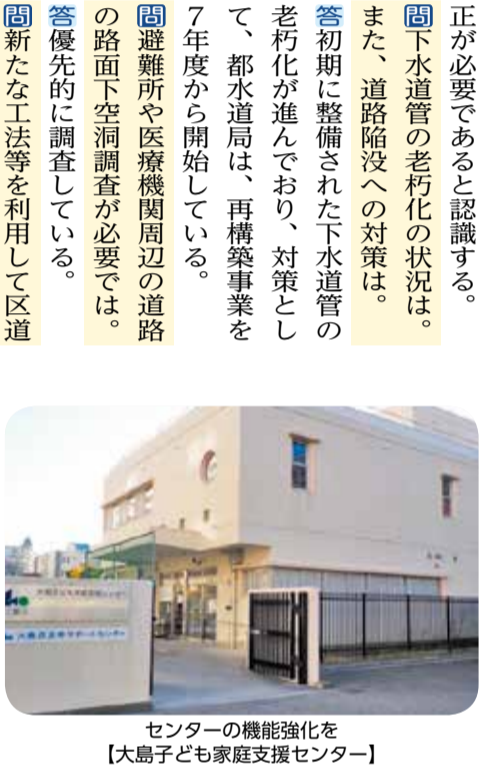 正が必要であると認識する。
問下水道管の老朽化の状況は。
また、道路陥没への対策は。
答初期に整備された下水道管の
老朽化が進んでおり、対策とし
て、都水道局は、再構築事業を
７年度から開始している。
問避難所や医療機関周辺の道路
の路面下空洞調査が必要では。
答優先的に調査している。
問新たな工法等を利用して区道
センターの機能強化を
【大島子ども家庭支援センター】